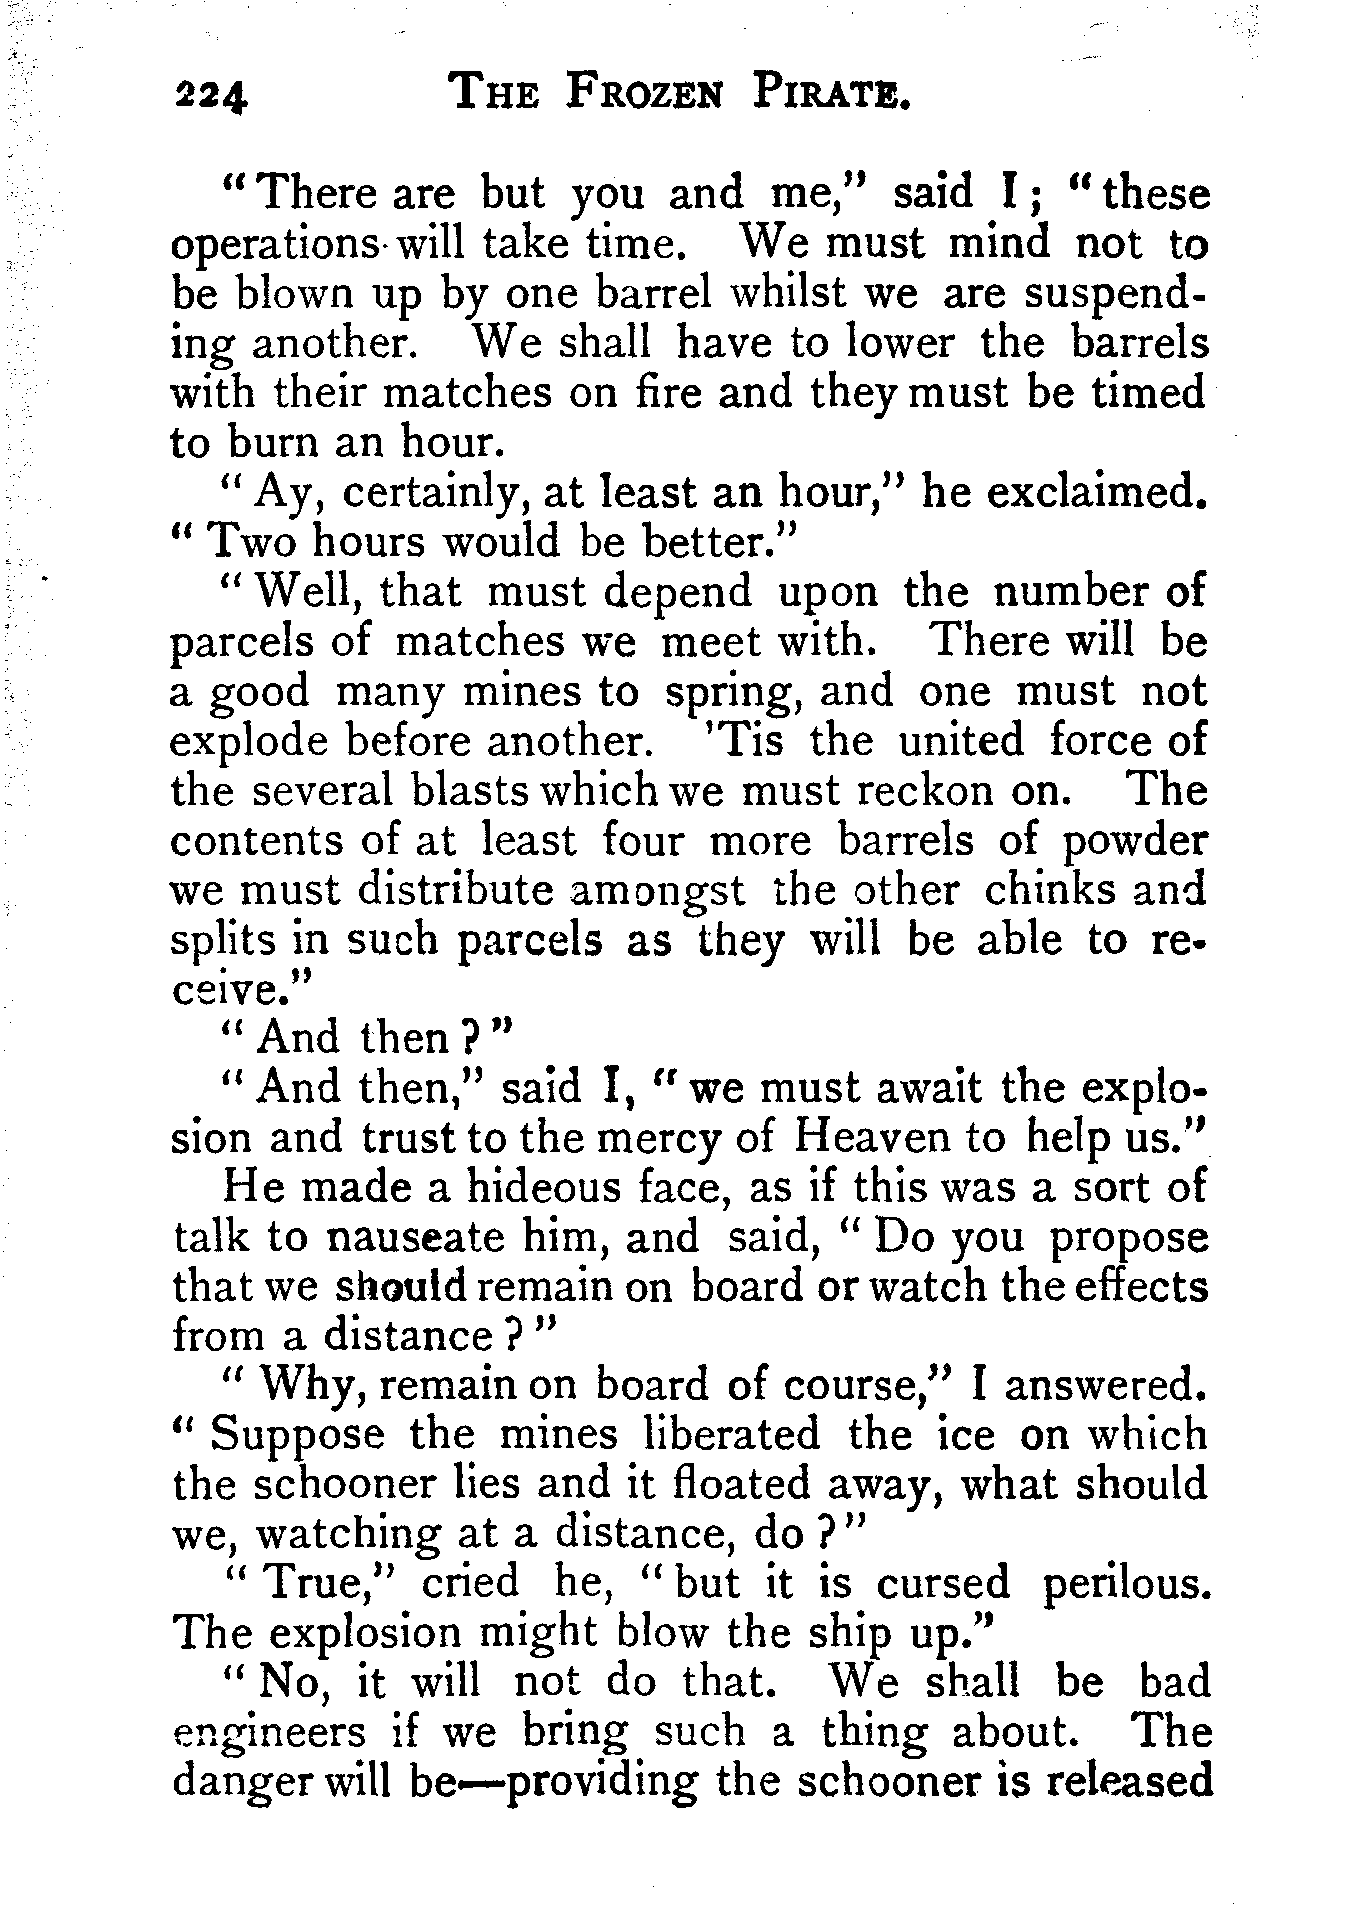 224 THE FROZEN PIRATE.
“There are but you and me,” said I; “these
operations will take time. We must mind not to
be blown up by one barrel whilst we are suspend-
ing another. We shall have to lower the barrels
with their matches on fire and they must be timed
to burn an hour.
“Ay, certainly, at least an hour,” he exclaimed.
“Two hours would be better.”
“Well, that must depend upon the number of
parcels of matches we meet with. There will be
a good many mines to spring, and one must not
explode before another. ’Tis the united force of
the several blasts which we must reckon on. The
contents of at least four more barrels of powder
we must distribute amongst the other chinks and
splits in such parcels as they will be able to re-
ceive.”
“And then?”
“And then,” said I, “we must await the explo-
sion and trust to the mercy of Heaven to help us.”
He made a hideous face, as if this was a sort of
talk to nauseate him, and said, “Do you propose
that we should remain on board or watch the effects
from a distance?”
“Why, remain on board of course,” I answered.
“Suppose the mines liberated the ice on which
the schooner lies and it floated away, what should
we, watching at a distance, do?”
“True,” cried he, “but it is cursed perilous.
The explosion might blow the ship up.”
“No, it will not do that. We shall be bad
engineers if we bring such a thing about. The
danger will be—providing the schooner is released